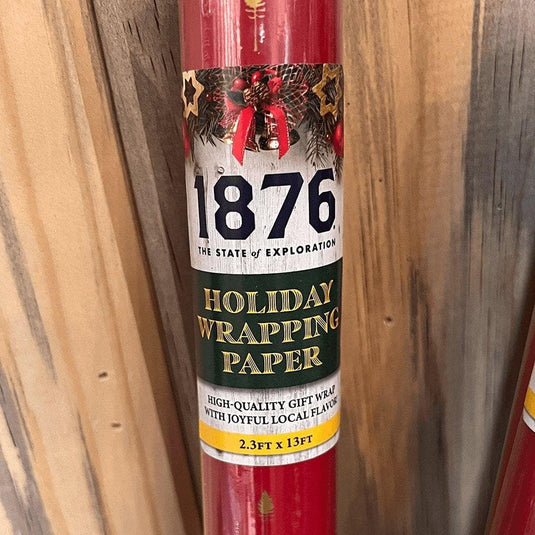 1876
THE STATE of EXPLORATION
HOLIDAY
WRAPPING
PAPER
HIGH-QUALITY GIFT WRAP
WITH JOYFUL LOCAL FLAVOR
2.3FT X 13FT